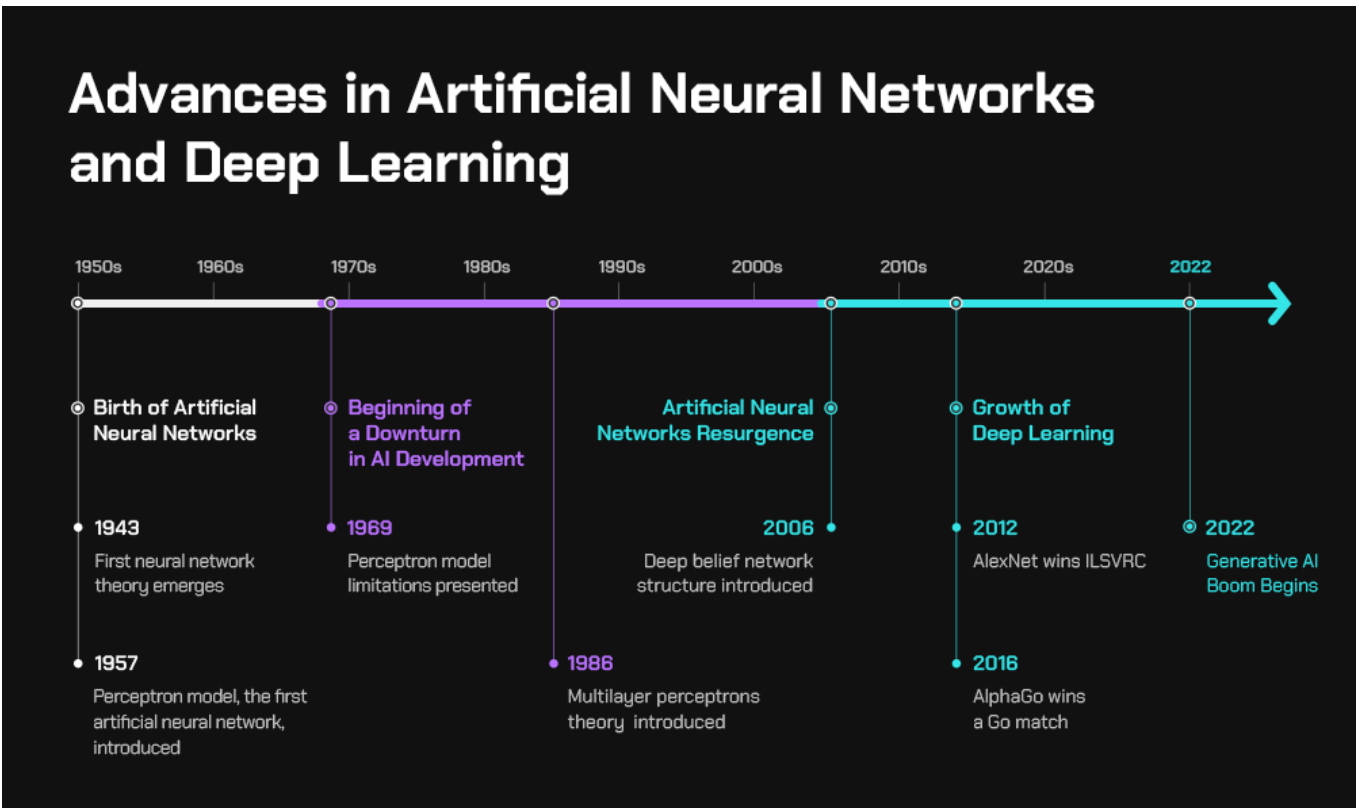 Advances in Artificial Neural Networks
and Deep Learning
1950s
1960s
1970s
1980s
1990s
2000s
2010s
2020s
2022
Birth of Artificial
Neural Networks
1943
First neural network
theory emerges
1957
Perceptron model, the first
artificial neural network,
introduced
Beginning of
a Downturn
in AI Development
1969
Perceptron model
limitations presented
1986
Multilayer perceptrons
theory introduced
Artificial Neural
Networks Resurgence
2006
Deep belief network
structure introduced
Growth of
Deep Learning
2012
AlexNet wins ILSVRC
2016
AlphaGo wins
a Go match
2022
Generative AI
Boom Begins